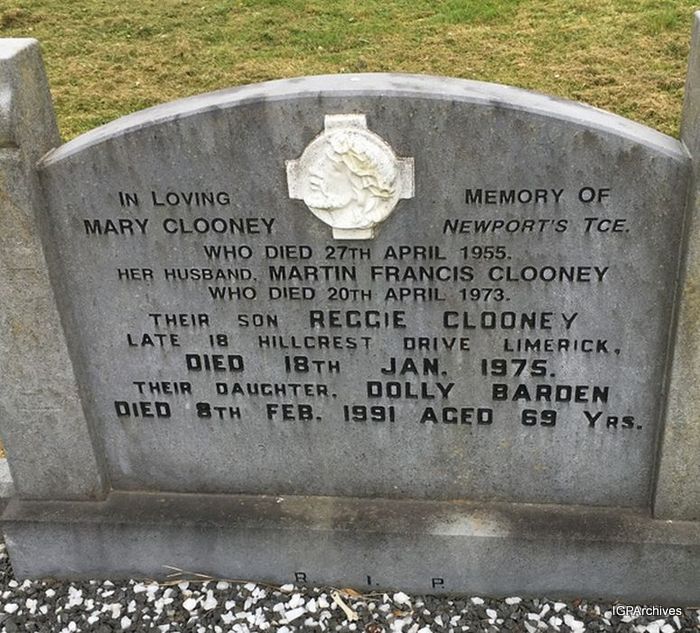 IN LOVING MEMORY OF
MARY CLOONEY NEWPORT'S TCE.
WHO DIED 27TH APRIL 1955.
HER HUSBAND, MARTIN FRANCIS CLOONEY
WHO DIED 20TH APRIL 1973.
THEIR SON REGGIE CLOONEY
LATE 18 HILLCREST DRIVE LIMERICK,
DIED 18TH JAN. 1975.
THEIR DAUGHTER, DOLLY BARDEN
DIED 8TH FEB. 1991 AGED 69 YRS.
R. I. P.
IGPArchives